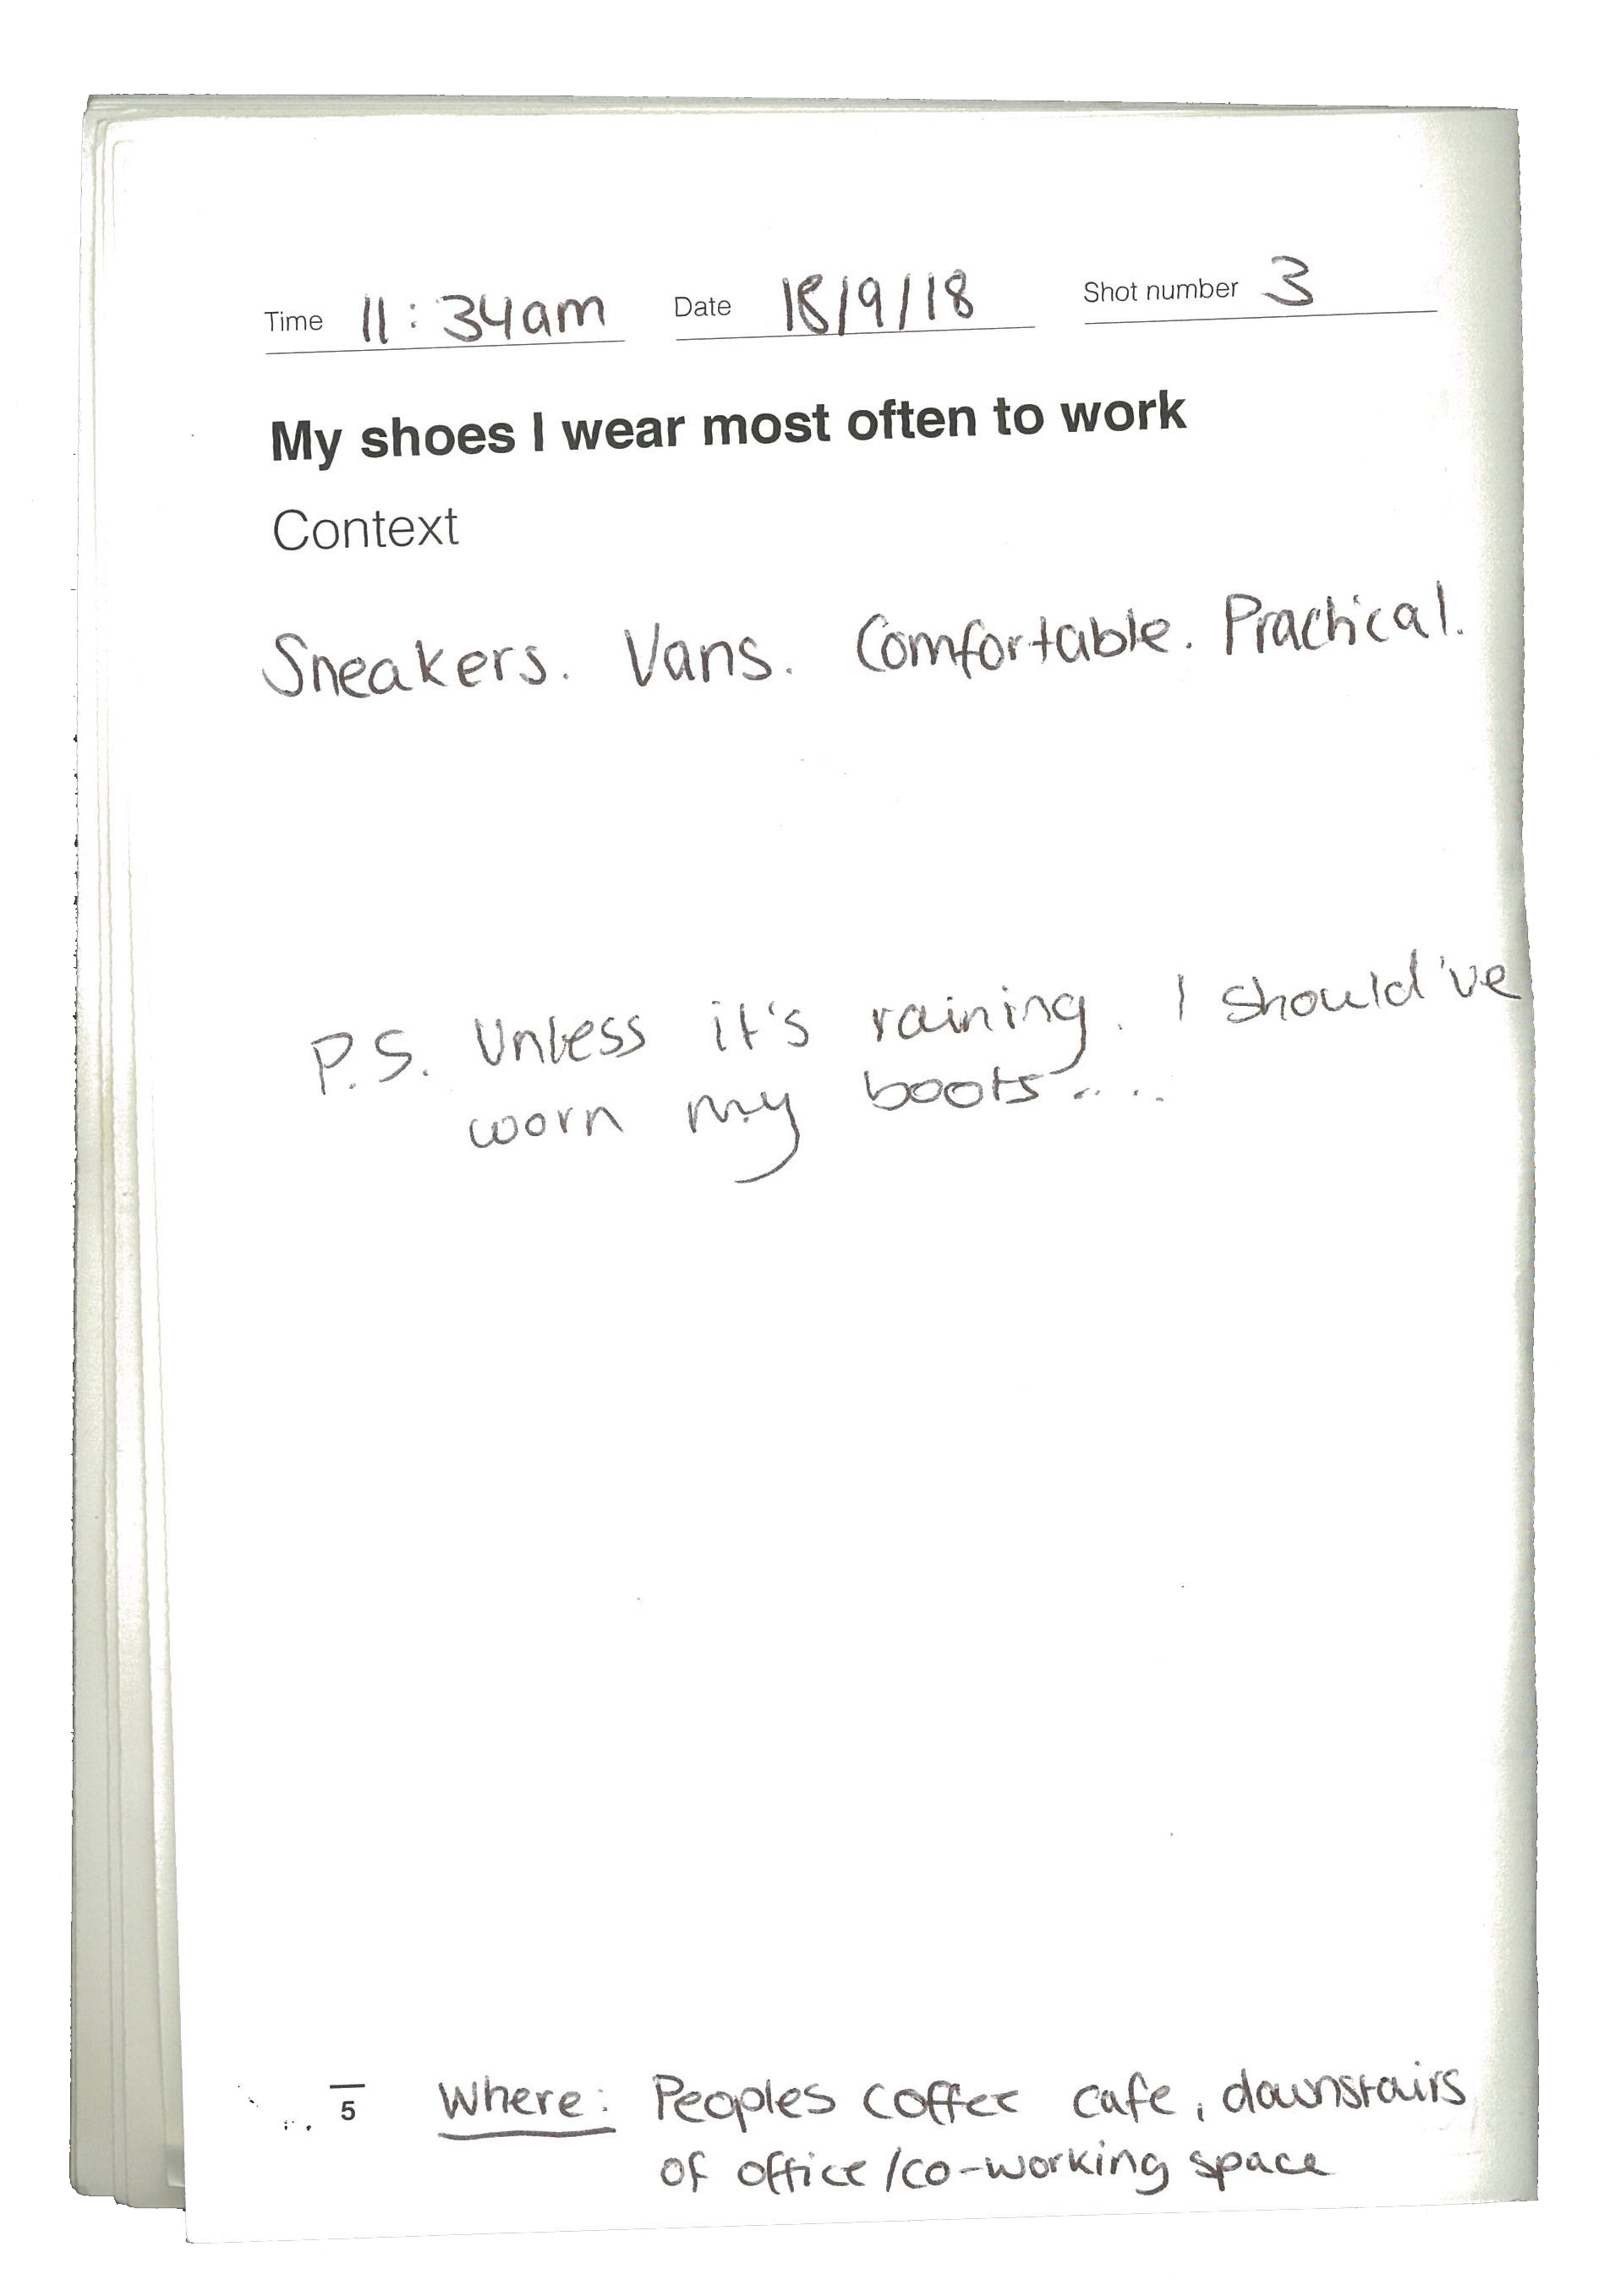 Time 11:34am Date 18/9/18 Shot number 3
My shoes I wear most often to work
Context
Sneakers. Vans. Comfortable. Practical.
P.S. Unless it's raining. I should've
worn my boots.....
5 Where: Peoples coffee cafe, downstairs
of office/co-working space